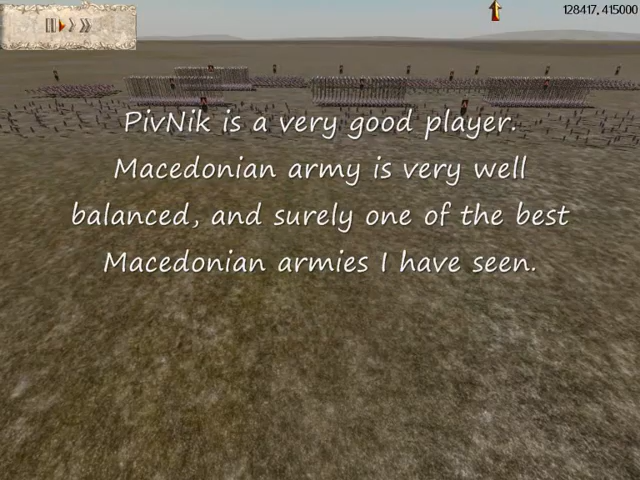 128417, 415000
PivNik is a very good player.
Macedonian army is very well
balanced, and surely one of the best
Macedonian armies I have seen.